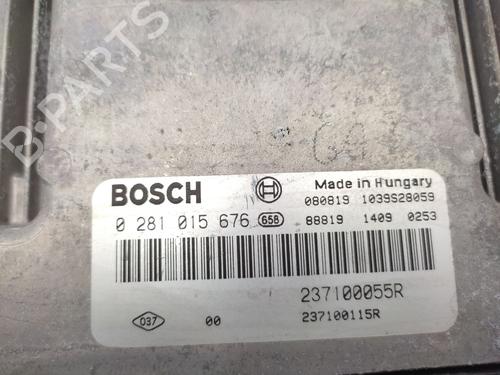 B-PARTS
BOSCH
Made in Hungary
080819 1039S28059
0 281 015 676 658 88819 1409 0253
237100055R
037 00 237100115R